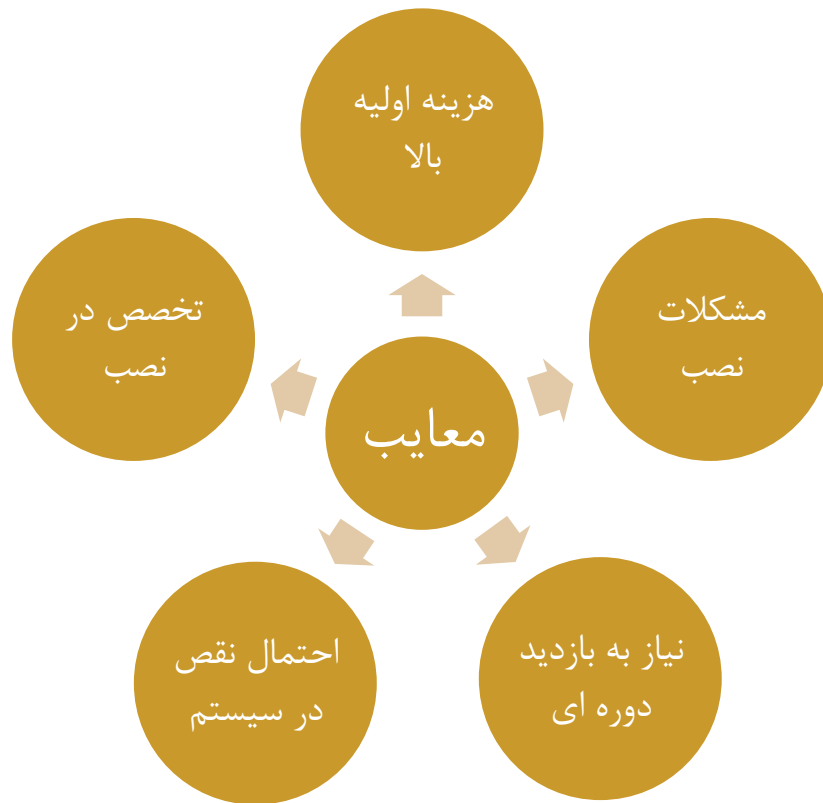 هزینه اولیه
بالا
مشکلات
نصب
نیاز به بازدید
دوره ای
احتمال نقص
در سیستم
تخصص در
نصب
معایب